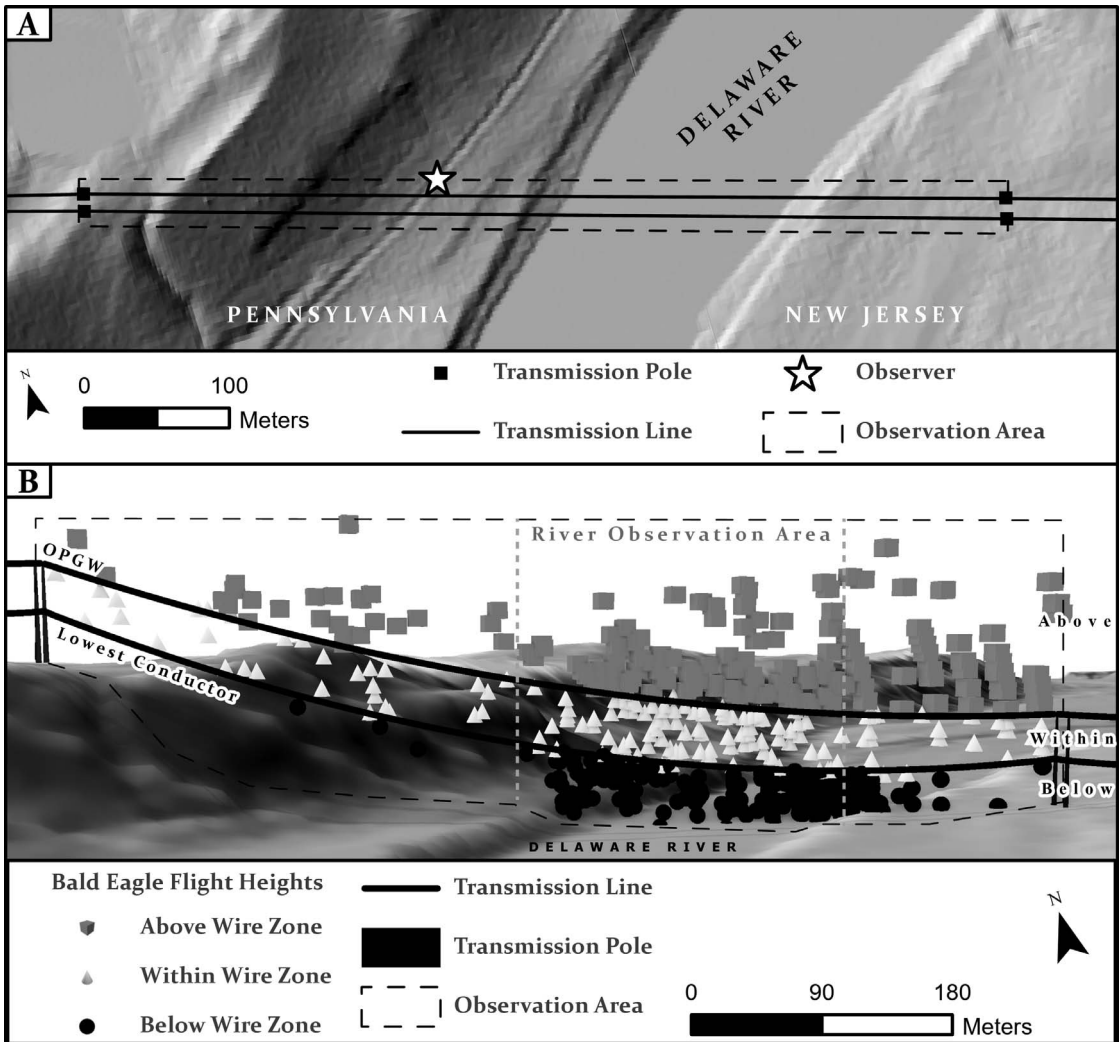 A
DELAWARE
RIVER
PENNSYLVANIA
NEW JERSEY
N
0 100
Meters
Transmission Pole
Observer
Transmission Line
Observation Area
B
River Observation Area
OPGW
Above
Lowest Conductor
Within
Below
DELAWARE RIVER
Bald Eagle Flight Heights
Above Wire Zone
Within Wire Zone
Below Wire Zone
Transmission Line
Transmission Pole
Observation Area
N
0 90 180
Meters